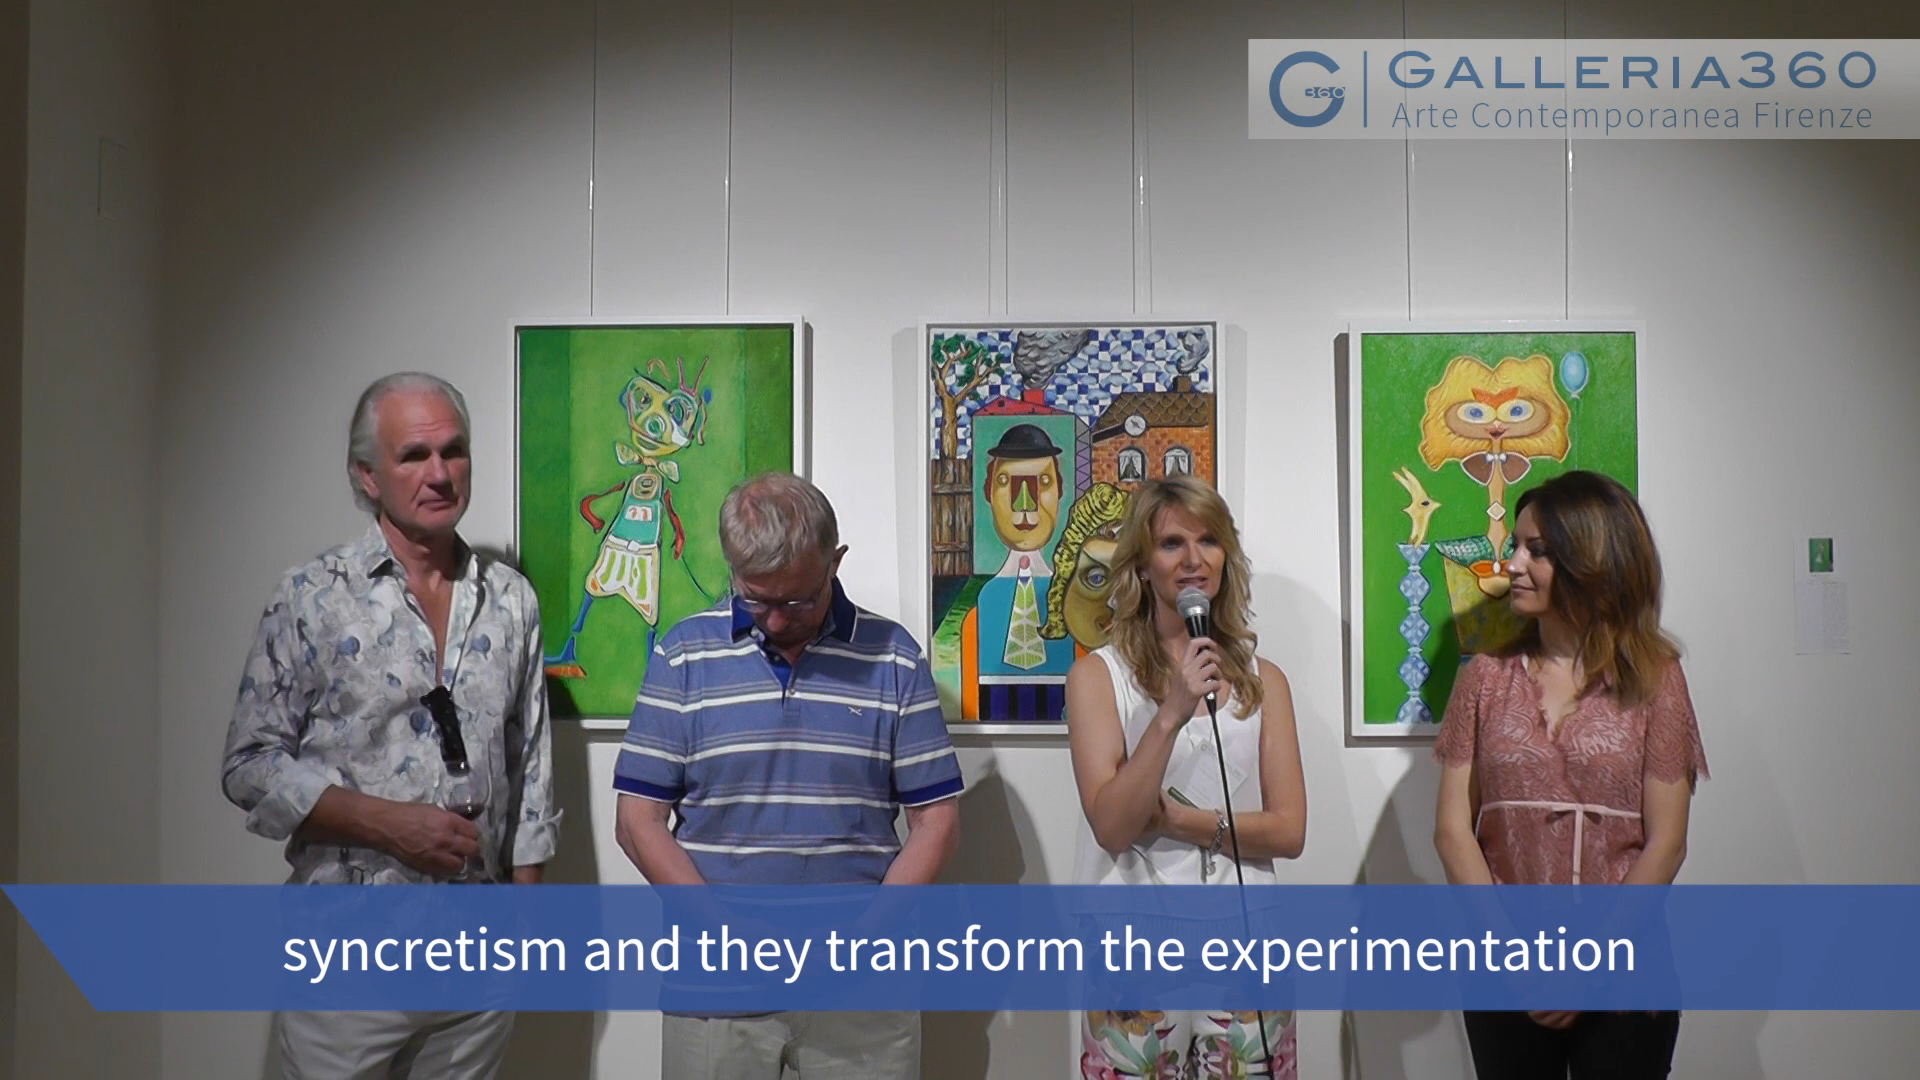 GALLERIA360
360
Arte Contemporanea Firenze
syncretism and they transform the experimentation